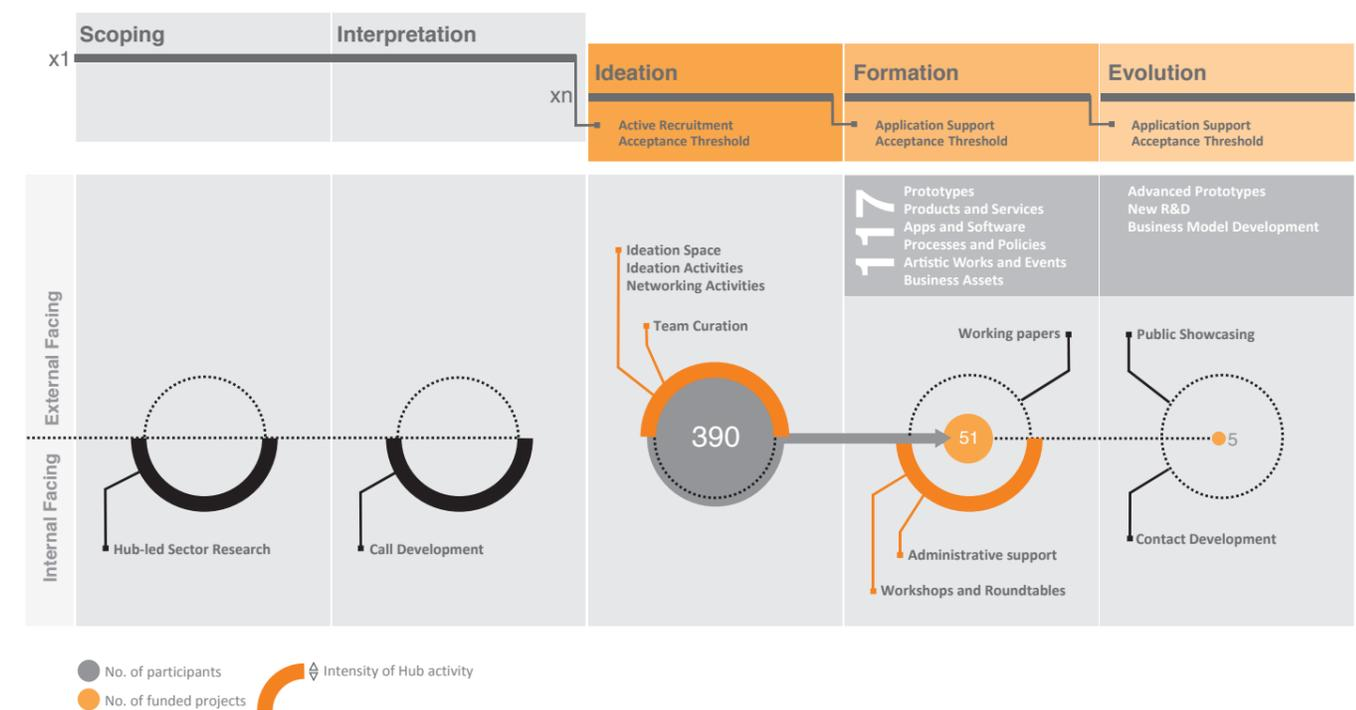 Scoping
Interpretation
x1
xn
Ideation
Formation
Evolution
Active Recruitment
Acceptance Threshold
Application Support
Acceptance Threshold
Application Support
Acceptance Threshold
External Facing
Internal Facing
117
Prototypes
Products and Services
Apps and Software
Processes and Policies
Artistic Works and Events
Business Assets
Advanced Prototypes
New R&D
Business Model Development
Ideation Space
Ideation Activities
Networking Activities
Team Curation
Working papers
Public Showcasing
390
51
5
Hub-led Sector Research
Call Development
Administrative support
Workshops and Roundtables
Contact Development
No. of participants
No. of funded projects
Intensity of Hub activity